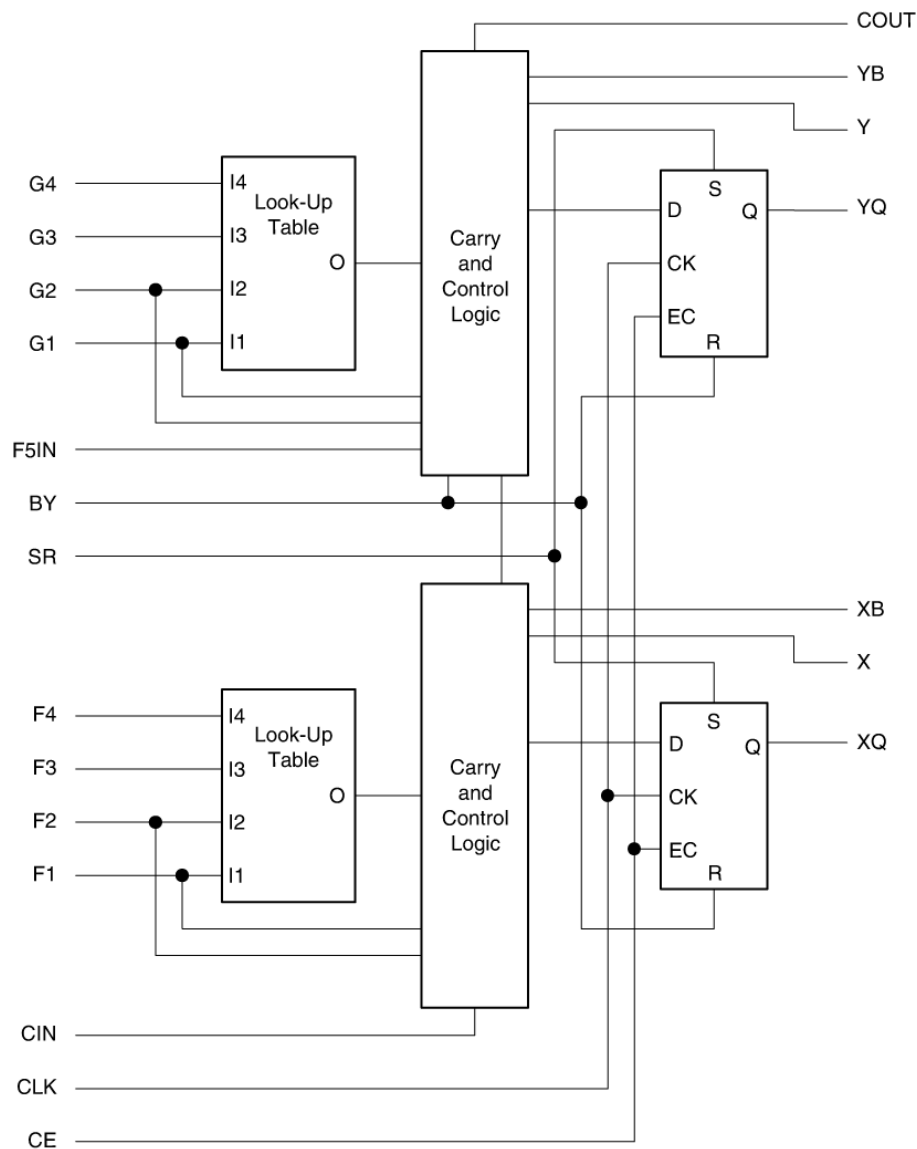 COUT
YB
Y
G4
I4
Look-Up
Table
S
D
Q
YQ
G3
I3
Carry
and
Control
Logic
O
CK
G2
I2
EC
G1
I1
R
F5IN
BY
SR
XB
X
F4
I4
Look-Up
Table
S
D
Q
XQ
F3
I3
Carry
and
Control
Logic
O
CK
F2
I2
EC
F1
I1
R
CIN
CLK
CE